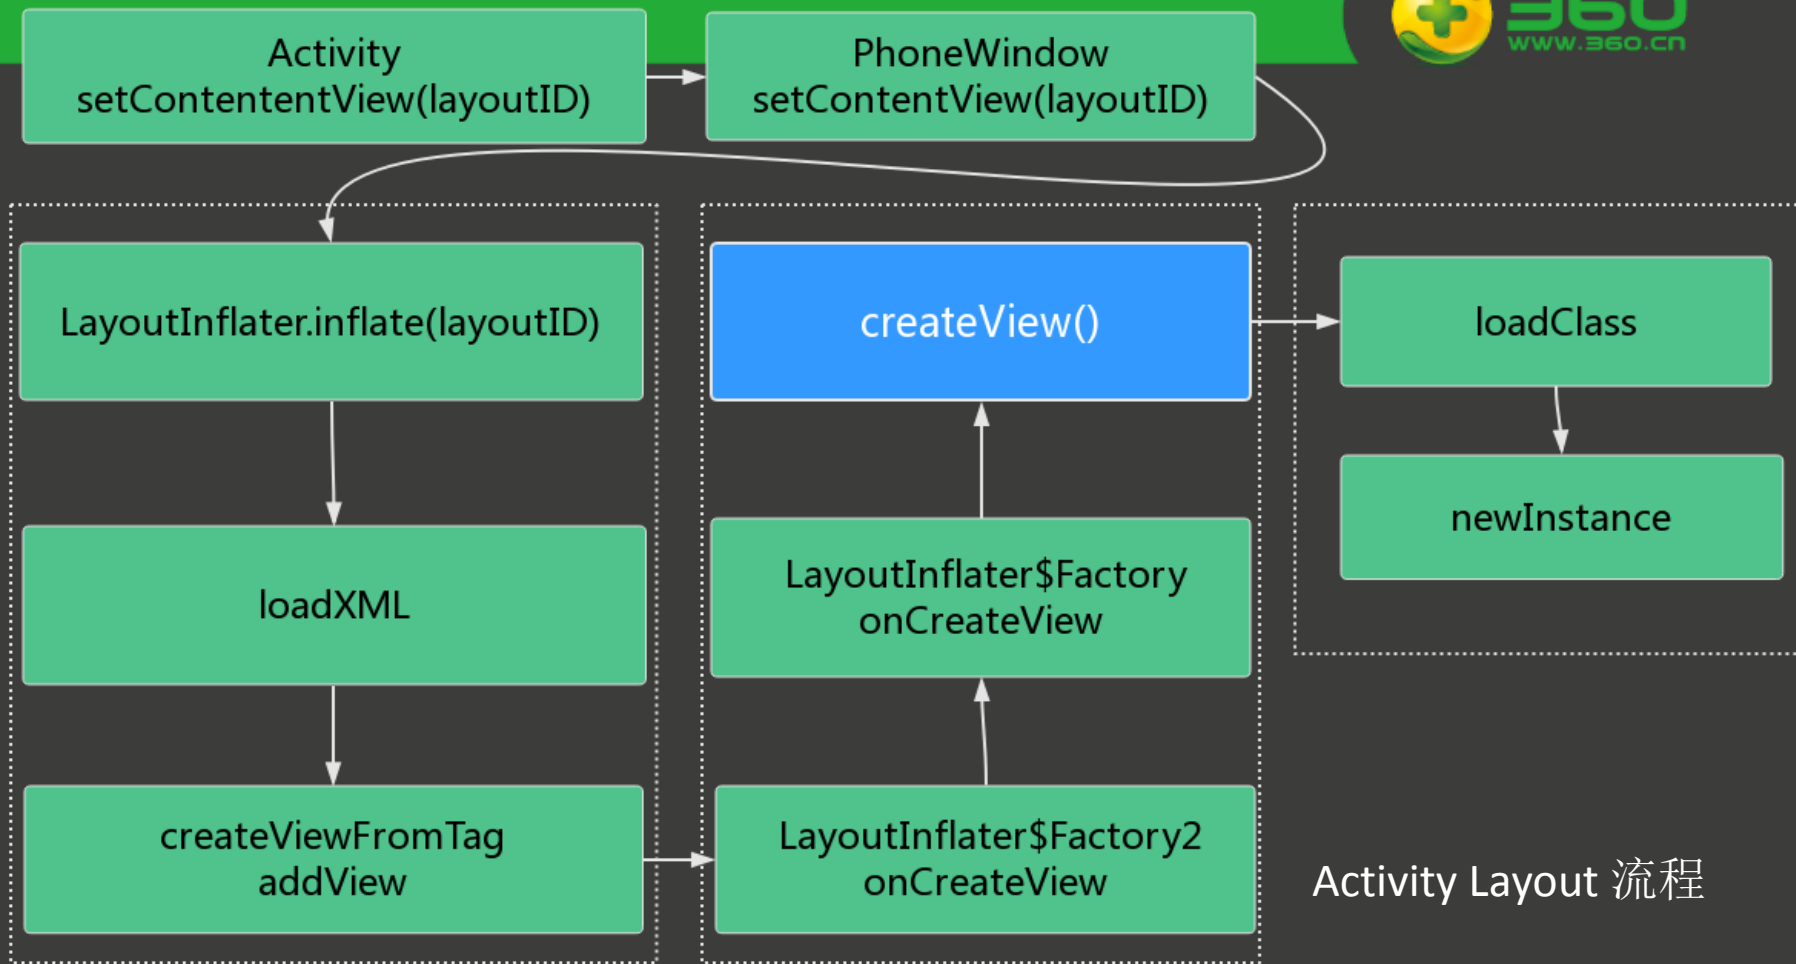 360
www.360.cn
Activity
setContententView(layoutID)
PhoneWindow
setContentView(layoutID)
LayoutInflater.inflate(layoutID)
loadXML
createViewFromTag
addView
LayoutInflater$Factory2
onCreateView
LayoutInflater$Factory
onCreateView
createView()
loadClass
newInstance
Activity Layout 流程